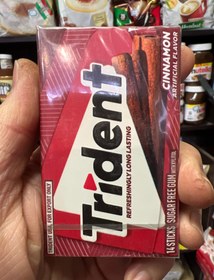 Trident
REFRESHINGLY LONG LASTING
CINNAMON
ARTIFICIAL FLAVOR
14 STICKS · SUGAR FREE GUM